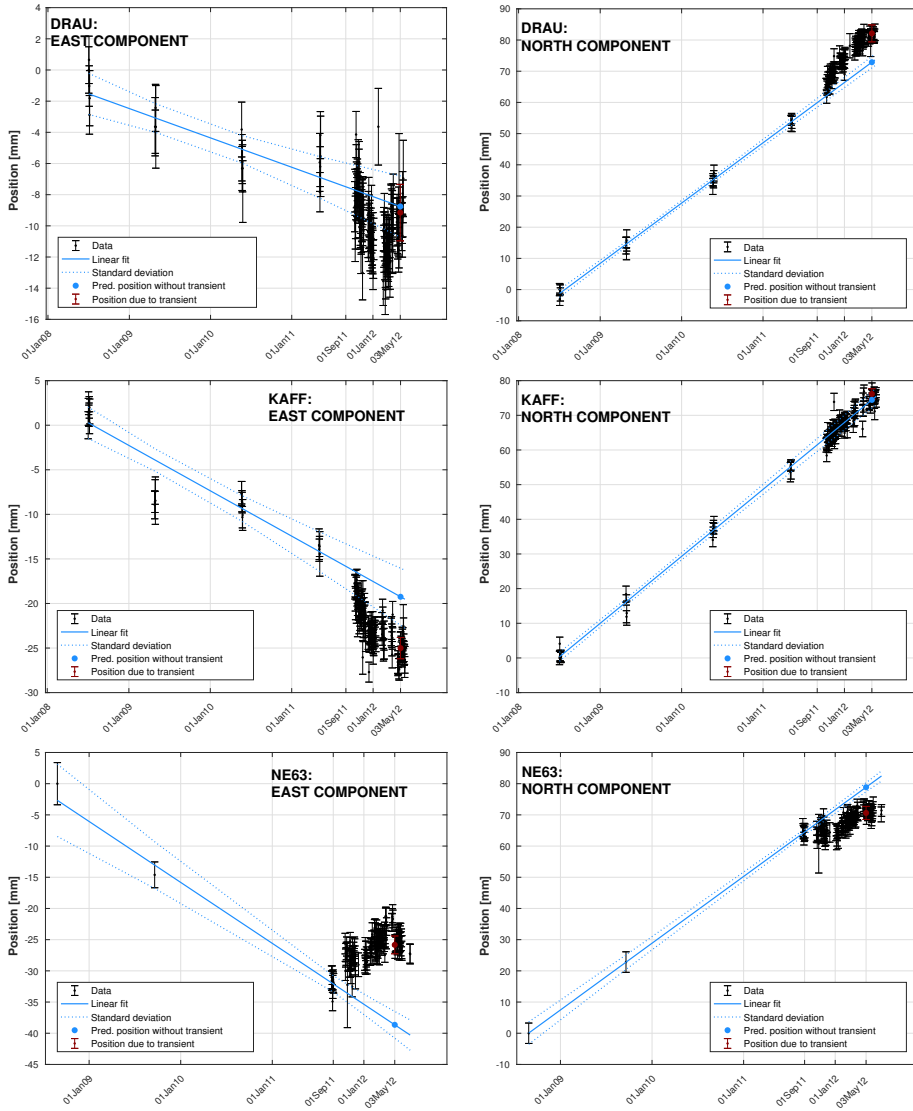 DRAU:
EAST COMPONENT
Position [mm]
4
2
0
-2
-4
-6
-8
-10
-12
-14
-16
Data
Linear fit
Standard deviation
Pred. position without transient
Position due to transient
01Jan08
01Jan09
01Jan10
01Jan11
01Sep11
01Jan12
03May12
DRAU:
NORTH COMPONENT
Position [mm]
90
80
70
60
50
40
30
20
10
0
-10
Data
Linear fit
Standard deviation
Pred. position without transient
Position due to transient
01Jan08
01Jan09
01Jan10
01Jan11
01Sep11
01Jan12
03May12
KAFF:
EAST COMPONENT
Position [mm]
5
0
-5
-10
-15
-20
-25
-30
Data
Linear fit
Standard deviation
Pred. position without transient
Position due to transient
01Jan08
01Jan09
01Jan10
01Jan11
01Sep11
01Jan12
03May12
KAFF:
NORTH COMPONENT
Position [mm]
80
70
60
50
40
30
20
10
0
-10
Data
Linear fit
Standard deviation
Pred. position without transient
Position due to transient
01Jan08
01Jan09
01Jan10
01Jan11
01Sep11
01Jan12
03May12
NE63:
EAST COMPONENT
Position [mm]
5
0
-5
-10
-15
-20
-25
-30
-35
-40
-45
Data
Linear fit
Standard deviation
Pred. position without transient
Position due to transient
01Jan09
01Jan10
01Jan11
01Sep11
01Jan12
03May12
NE63:
NORTH COMPONENT
Position [mm]
90
80
70
60
50
40
30
20
10
0
-10
Data
Linear fit
Standard deviation
Pred. position without transient
Position due to transient
01Jan09
01Jan10
01Jan11
01Sep11
01Jan12
03May12